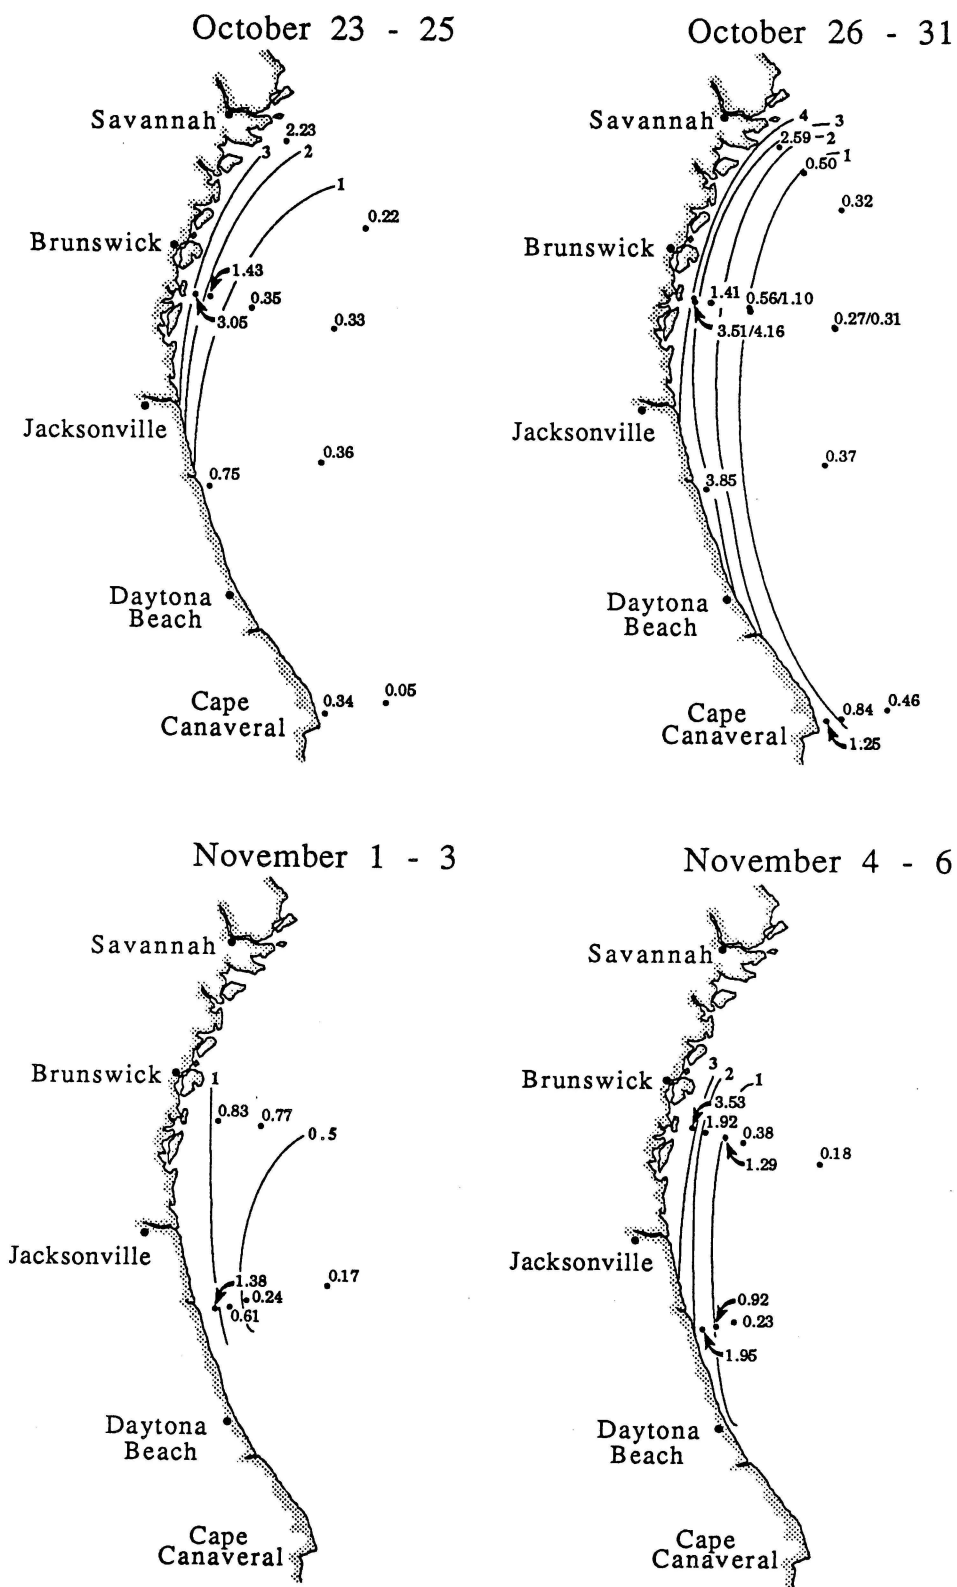 October 23 - 25
Savannah
2.23
3
2
1
0.22
Brunswick
1.43
0.35
3.05
0.33
Jacksonville
0.36
0.75
Daytona
Beach
0.05
0.34
Cape
Canaveral
October 26 - 31
Savannah
4
3
2.59
2
0.50
1
0.32
Brunswick
1.41
0.56/1.10
0.27/0.31
3.51/4.16
Jacksonville
0.37
3.85
Daytona
Beach
0.46
0.84
Cape
Canaveral
1.25
November 1 - 3
Savannah
Brunswick
1
0.83
0.77
0.5
Jacksonville
1.38
0.17
0.24
0.61
Daytona
Beach
Cape
Canaveral
November 4 - 6
Savannah
3
2
1
Brunswick
3.53
1.92
0.38
0.18
1.29
Jacksonville
0.92
0.23
1.95
Daytona
Beach
Cape
Canaveral